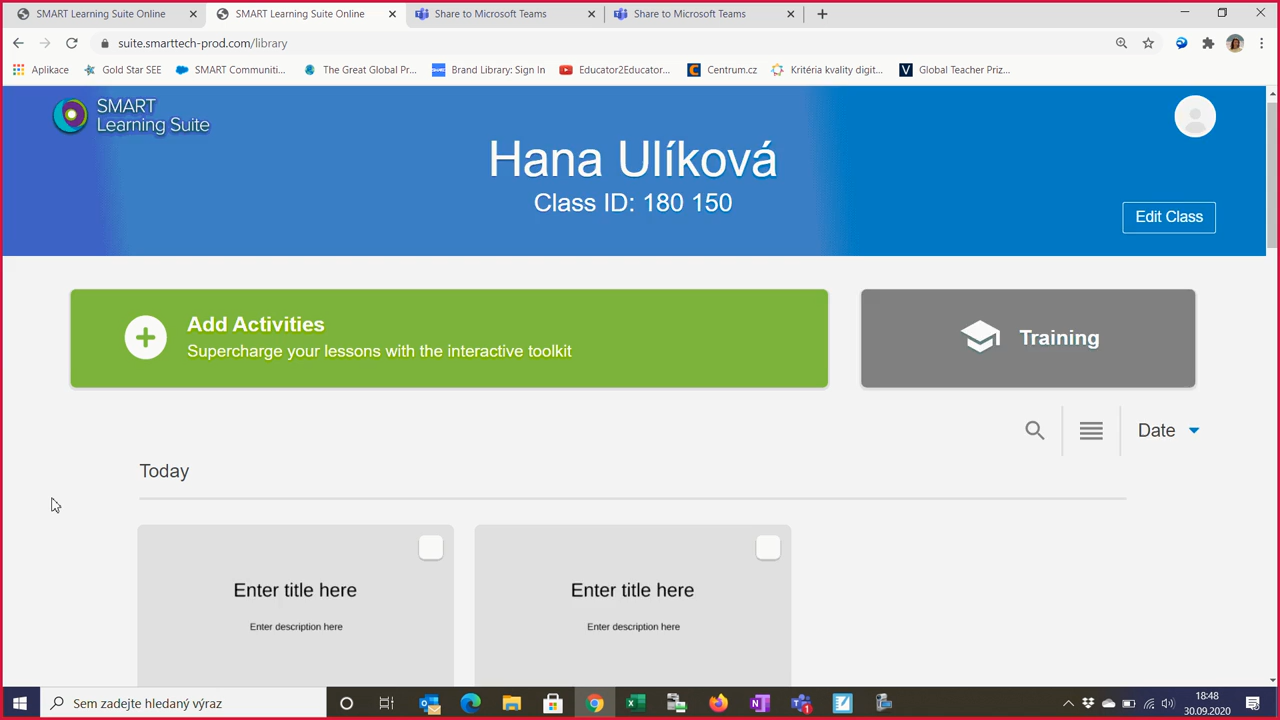 SMART Learning Suite Online
SMART Learning Suite Online
Share to Microsoft Teams
Share to Microsoft Teams
suite.smarttech-prod.com/library
Aplikace
Gold Star SEE
SMART Communiti...
The Great Global Pr...
Brand Library: Sign In
Educator2Educator...
Centrum.cz
Kritéria kvality digit...
Global Teacher Priz...
SMART
Learning Suite
Hana Ulíková
Class ID: 180 150
Edit Class
Add Activities
Supercharge your lessons with the interactive toolkit
Training
Date
Today
Enter title here
Enter description here
Enter title here
Enter description here
Sem zadejte hledaný výraz
18:48
30.09.2020